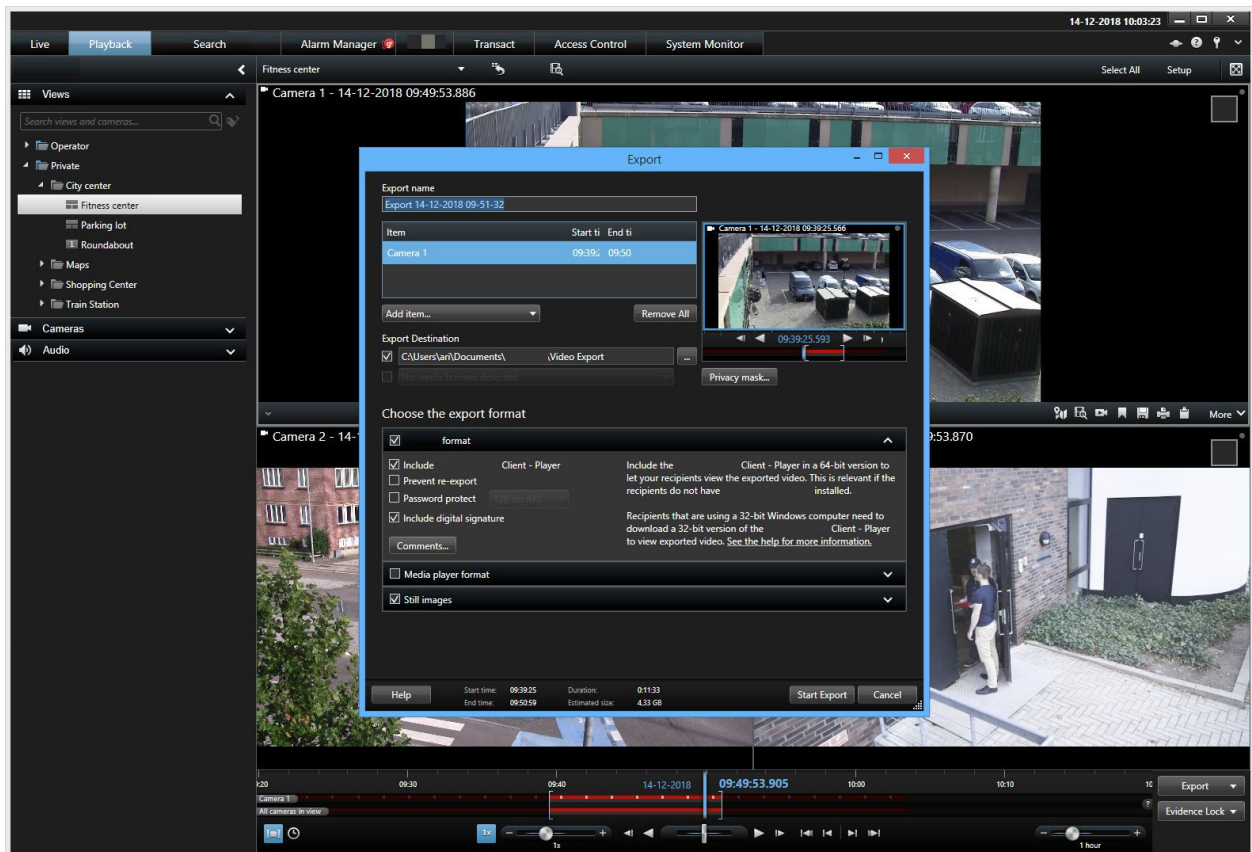 14-12-2018 10:03:23
Live Playback Search Alarm Manager Transact Access Control System Monitor
Fitness center Select All Setup
Views
Search views and cameras...
Operator
Private
City center
Fitness center
Parking lot
1 Roundabout
Maps
Shopping Center
Train Station
Cameras
Audio
Camera 1 - 14-12-2018 09:49:53.886
Export
Export name
Export 14-12-2018 09-51-32
Item Start ti End ti
Camera 1 09:39: 09:50
Camera 1 - 14-12-2018 09:39:25.566
Add item... Remove All
09:39:25.593
Export Destination
C:\Users\ari\Documents\ \Video Export ...
No media burners detected
Privacy mask...
Choose the export format
format
Include Client - Player
Prevent re-export
Password protect 128-bit AES
Include digital signature
Comments...
Include the Client - Player in a 64-bit version to
let your recipients view the exported video. This is relevant if the
recipients do not have installed.
Recipients that are using a 32-bit Windows computer need to
download a 32-bit version of the Client - Player
to view exported video. See the help for more information.
Media player format
Still images
Help Start time: 09:39:25 Duration: 0:11:33 Start Export Cancel
End time: 09:50:59 Estimated size: 4,33 GB
More
Camera 2 - 14-
9:53.870
:20 09:30 09:40 14-12-2018 09:49:53.905 10:00 10:10 10
Camera 1
All cameras in view
Export
Evidence Lock
1x 1x 1 hour